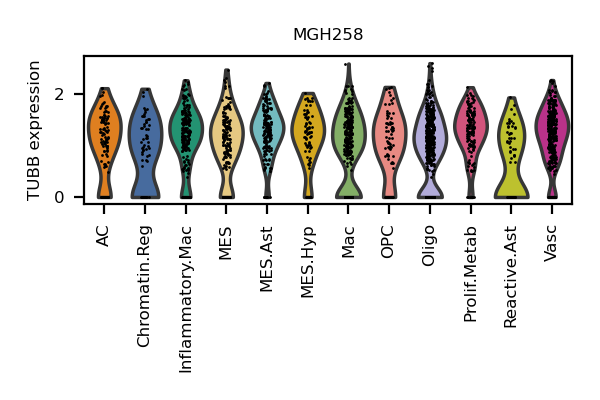 MGH258
TUBB expression
2
0
AC
Chromatin.Reg
Inflammatory.Mac
MES
MES.Ast
MES.Hyp
Mac
OPC
Oligo
Prolif.Metab
Reactive.Ast
Vasc